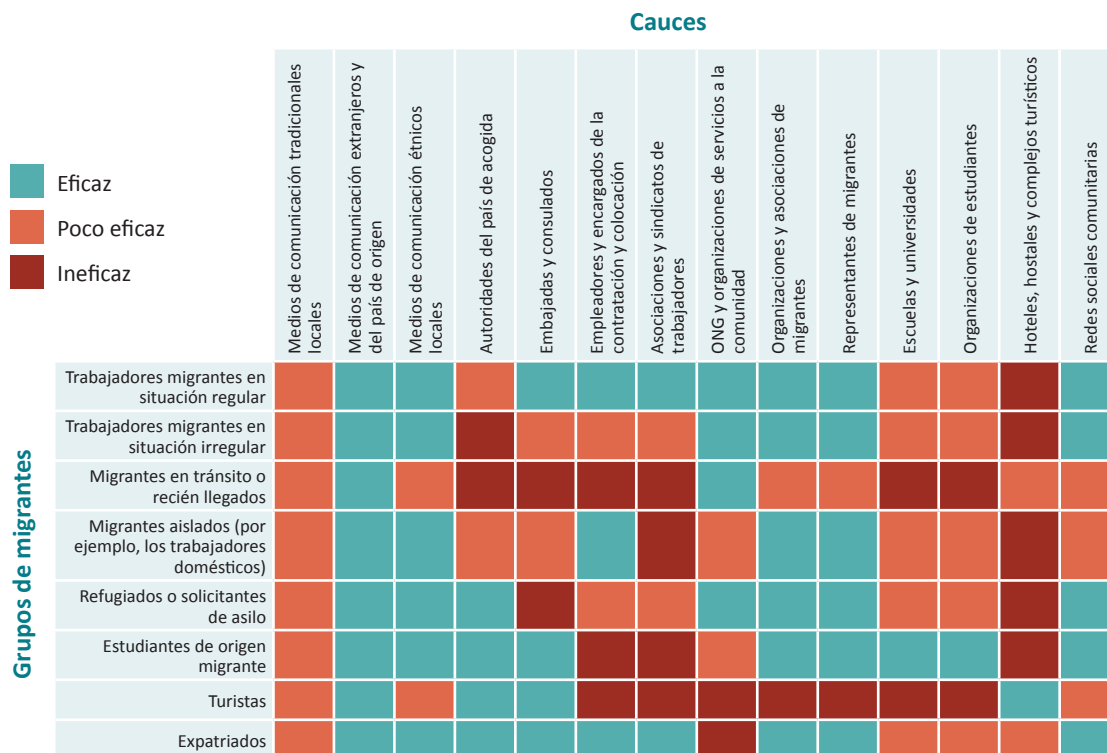 Cauces
Eficaz
Poco eficaz
Ineficaz
Medios de comunicación tradicionales
locales
Medios de comunicación extranjeros y
del país de origen
Medios de comunicación étnicos
locales
Autoridades del país de acogida
Embajadas y consulados
Empleadores y encargados de la
contratación y colocación
Asociaciones y sindicatos de
trabajadores
ONG y organizaciones de servicios a la
comunidad
Organizaciones y asociaciones de
migrantes
Representantes de migrantes
Escuelas y universidades
Organizaciones de estudiantes
Hoteles, hostales y complejos turísticos
Redes sociales comunitarias
Grupos de migrantes
Trabajadores migrantes en
situación regular
Trabajadores migrantes en
situación irregular
Migrantes en tránsito o
recién llegados
Migrantes aislados (por
ejemplo, los trabajadores
domésticos)
Refugiados o solicitantes
de asilo
Estudiantes de origen
migrante
Turistas
Expatriados